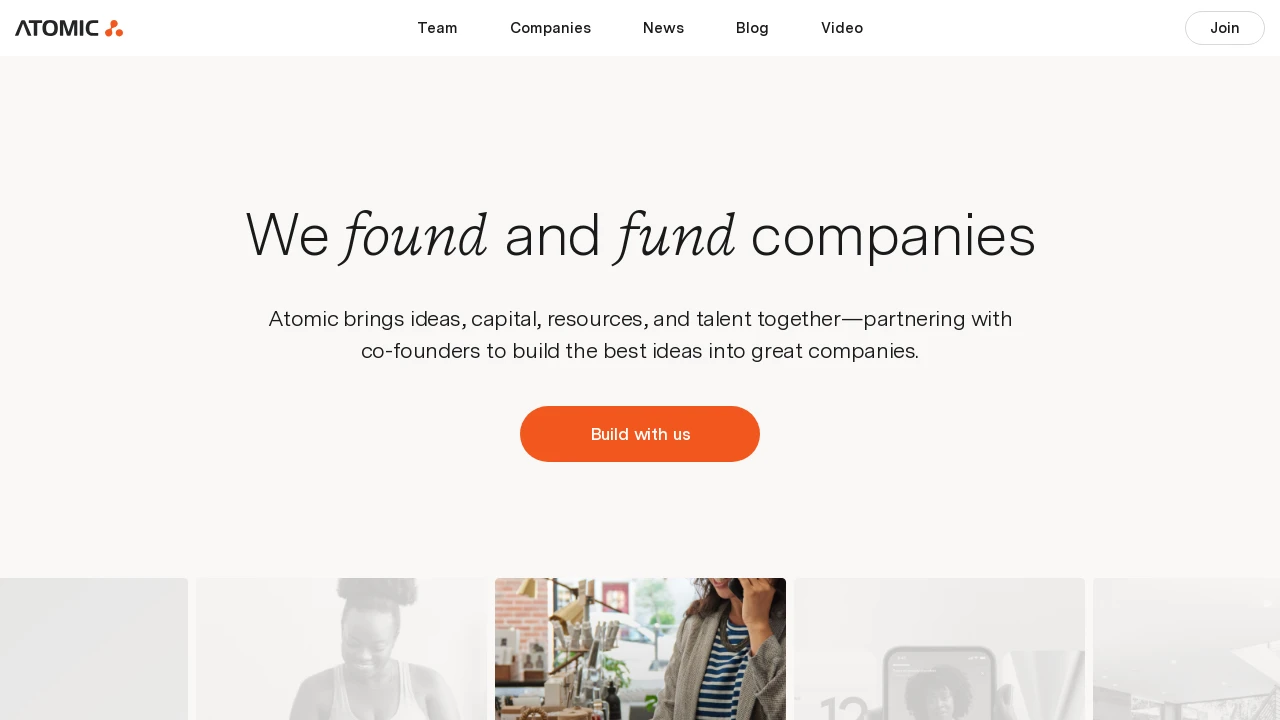 ATOMIC
Team
Companies
News
Blog
Video
Join
We found and fund companies
Atomic brings ideas, capital, resources, and talent together—partnering with
co-founders to build the best ideas into great companies.
Build with us
12